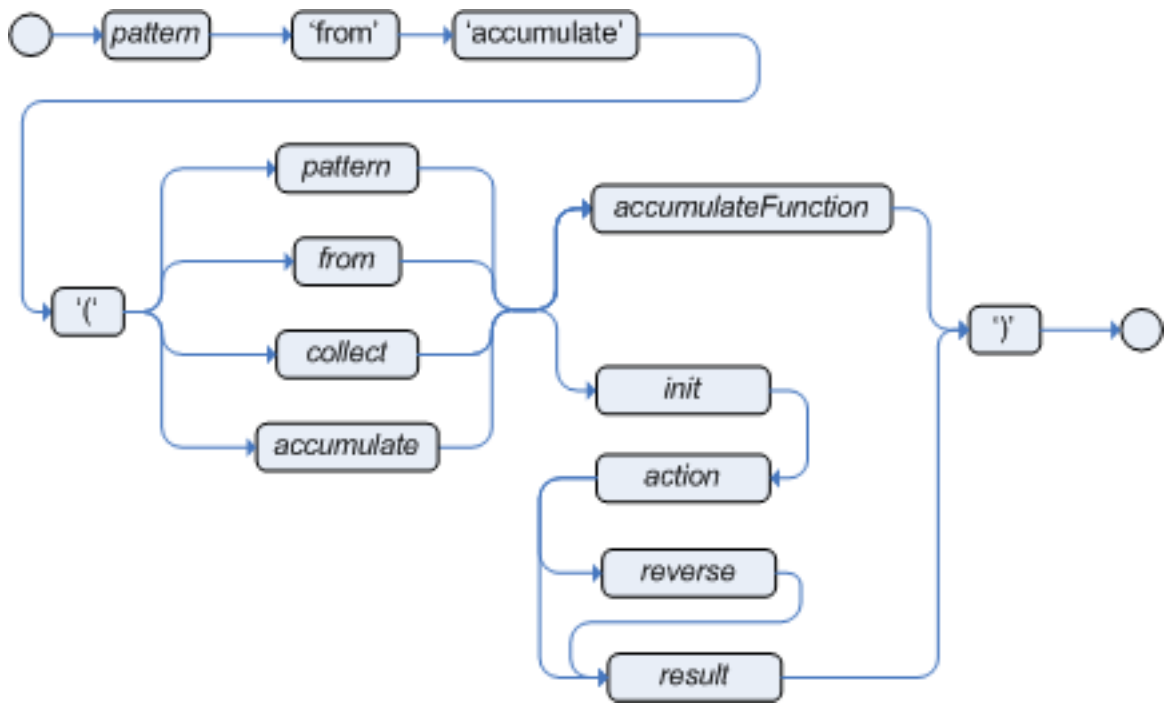 pattern
‘from’
‘accumulate’
pattern
accumulateFunction
from
‘(’
‘)’
collect
init
accumulate
action
reverse
result